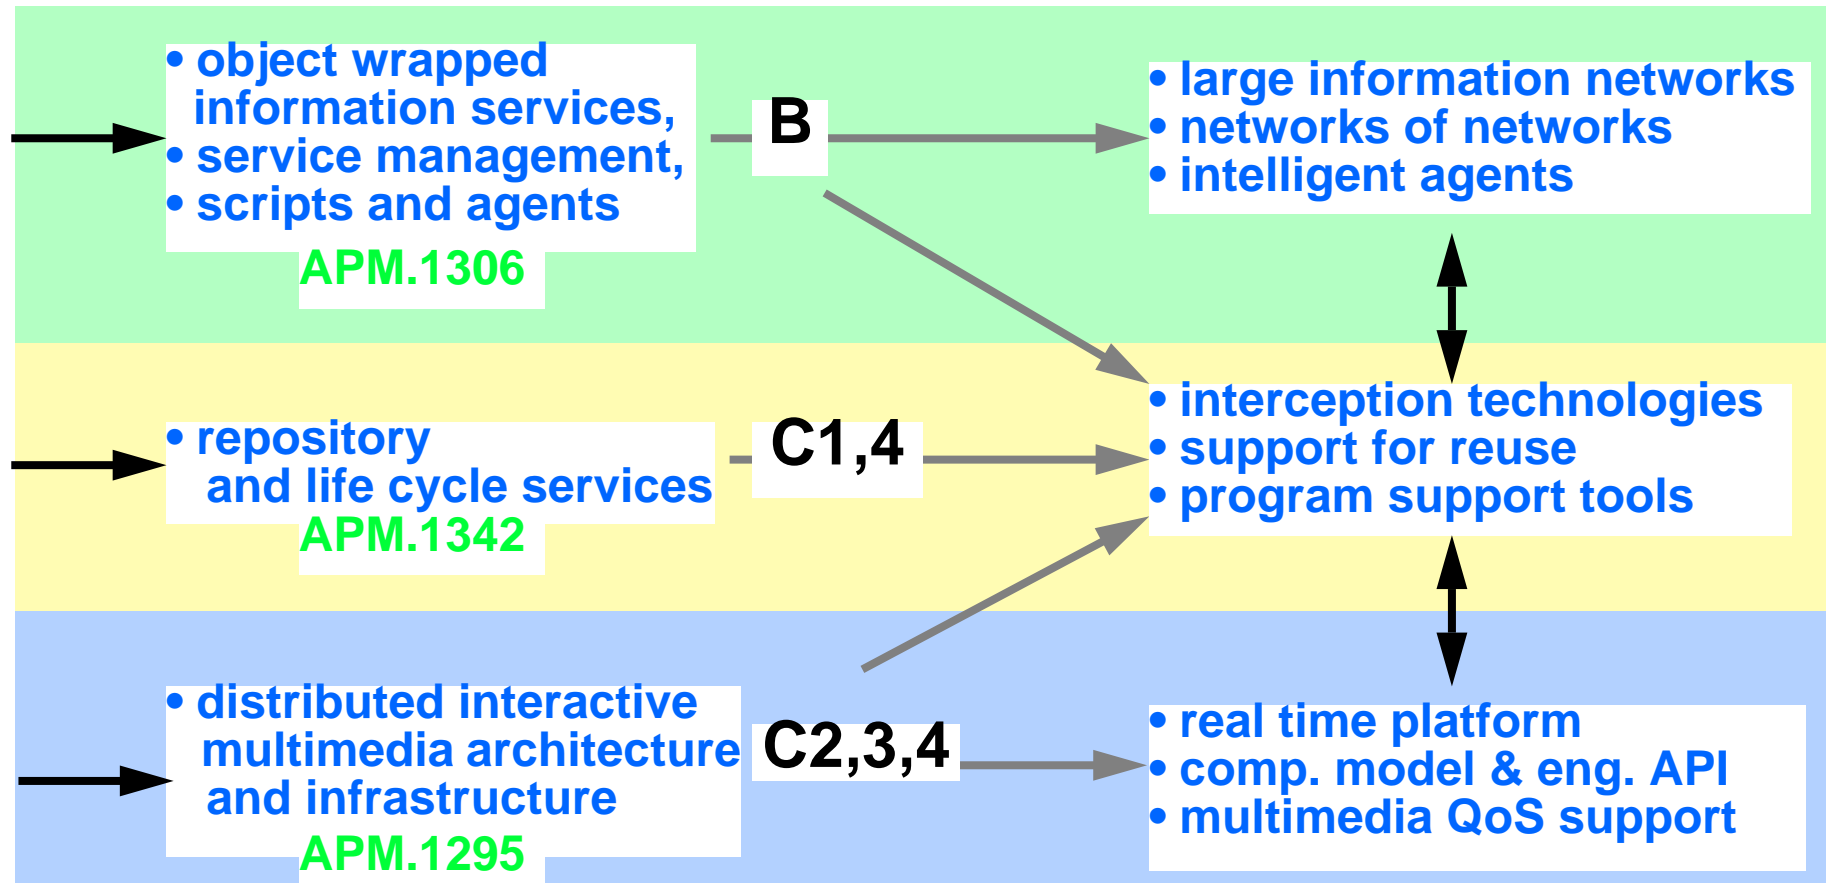 • object wrapped
information services,
• service management,
• scripts and agents
APM.1306
B
• large information networks
• networks of networks
• intelligent agents
• repository
and life cycle services
APM.1342
C1,4
• interception technologies
• support for reuse
• program support tools
• distributed interactive
multimedia architecture
and infrastructure
APM.1295
C2,3,4
• real time platform
• comp. model & eng. API
• multimedia QoS support